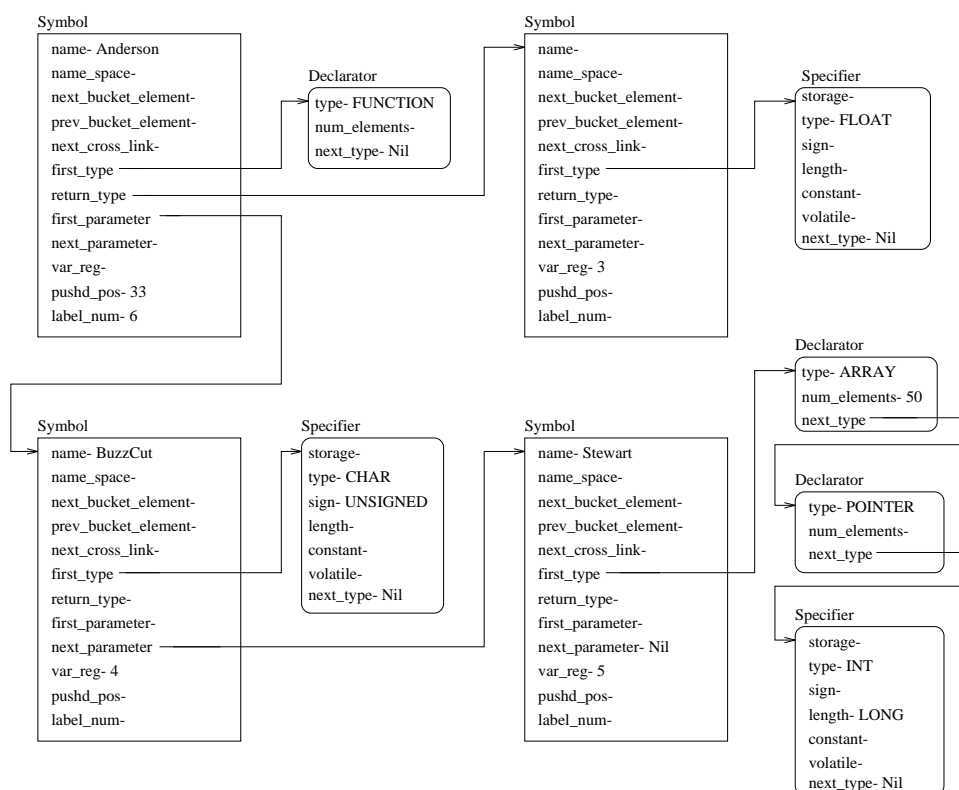 Symbol
name- Anderson
name_space-
next_bucket_element-
prev_bucket_element-
next_cross_link-
first_type
return_type
first_parameter
next_parameter-
var_reg-
pushd_pos- 33
label_num- 6
Declarator
type- FUNCTION
num_elements-
next_type- Nil
Symbol
name-
name_space-
next_bucket_element-
prev_bucket_element-
next_cross_link-
first_type
return_type-
first_parameter-
next_parameter-
var_reg- 3
pushd_pos-
label_num-
Specifier
storage-
type- FLOAT
sign-
length-
constant-
volatile-
next_type- Nil
Symbol
name- BuzzCut
name_space-
next_bucket_element-
prev_bucket_element-
next_cross_link-
first_type
return_type-
first_parameter-
next_parameter
var_reg- 4
pushd_pos-
label_num-
Specifier
storage-
type- CHAR
sign- UNSIGNED
length-
constant-
volatile-
next_type- Nil
Symbol
name- Stewart
name_space-
next_bucket_element-
prev_bucket_element-
next_cross_link-
first_type
return_type-
first_parameter-
next_parameter- Nil
var_reg- 5
pushd_pos-
label_num-
Declarator
type- ARRAY
num_elements- 50
next_type
Declarator
type- POINTER
num_elements-
next_type
Specifier
storage-
type- INT
sign-
length- LONG
constant-
volatile-
next_type- Nil